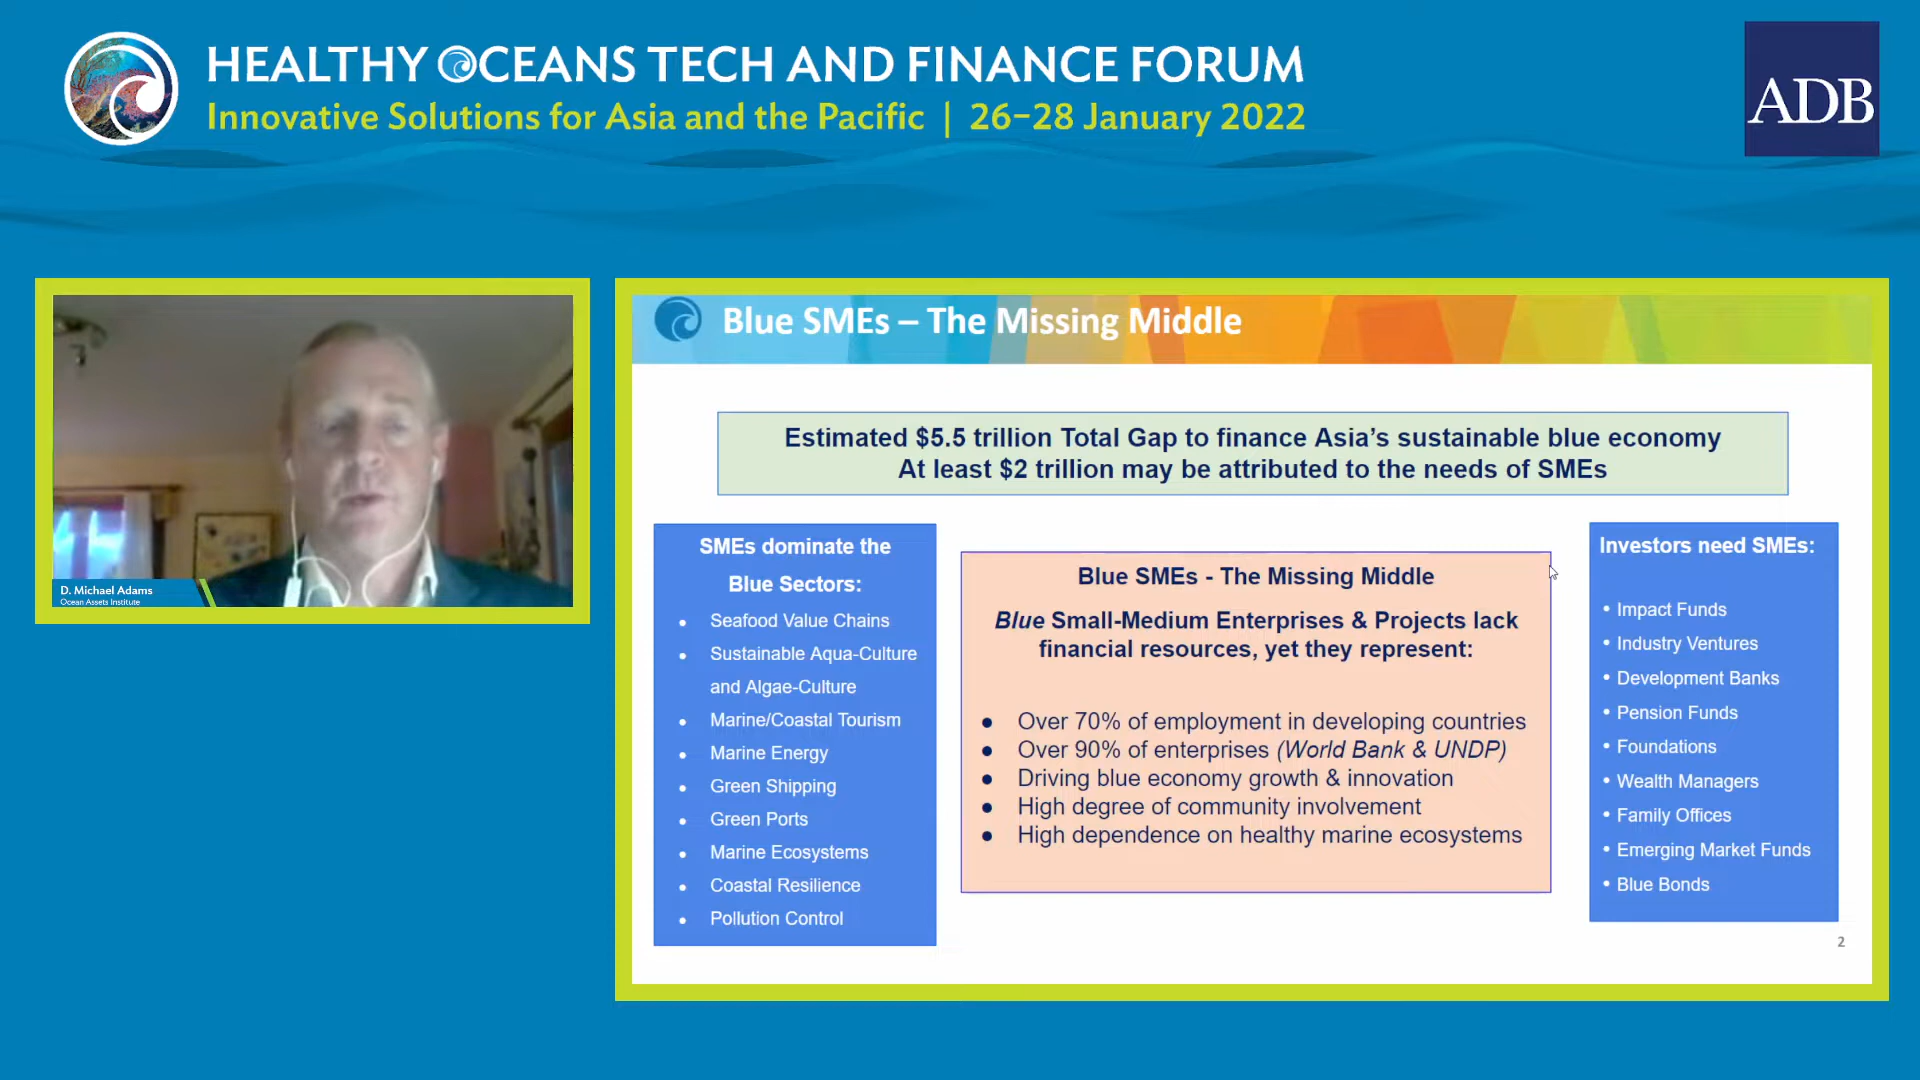 HEALTHY OCEANS TECH AND FINANCE FORUM
Innovative Solutions for Asia and the Pacific | 26–28 January 2022
ADB
D. Michael Adams
Ocean Assets Institute
Blue SMEs – The Missing Middle
Estimated $5.5 trillion Total Gap to finance Asia’s sustainable blue economy
At least $2 trillion may be attributed to the needs of SMEs
SMEs dominate the
Blue Sectors:
• Seafood Value Chains
• Sustainable Aqua-Culture
and Algae-Culture
• Marine/Coastal Tourism
• Marine Energy
• Green Shipping
• Green Ports
• Marine Ecosystems
• Coastal Resilience
• Pollution Control
Blue SMEs - The Missing Middle
Blue Small-Medium Enterprises & Projects lack
financial resources, yet they represent:
● Over 70% of employment in developing countries
● Over 90% of enterprises (World Bank & UNDP)
● Driving blue economy growth & innovation
● High degree of community involvement
● High dependence on healthy marine ecosystems
Investors need SMEs:
• Impact Funds
• Industry Ventures
• Development Banks
• Pension Funds
• Foundations
• Wealth Managers
• Family Offices
• Emerging Market Funds
• Blue Bonds
2